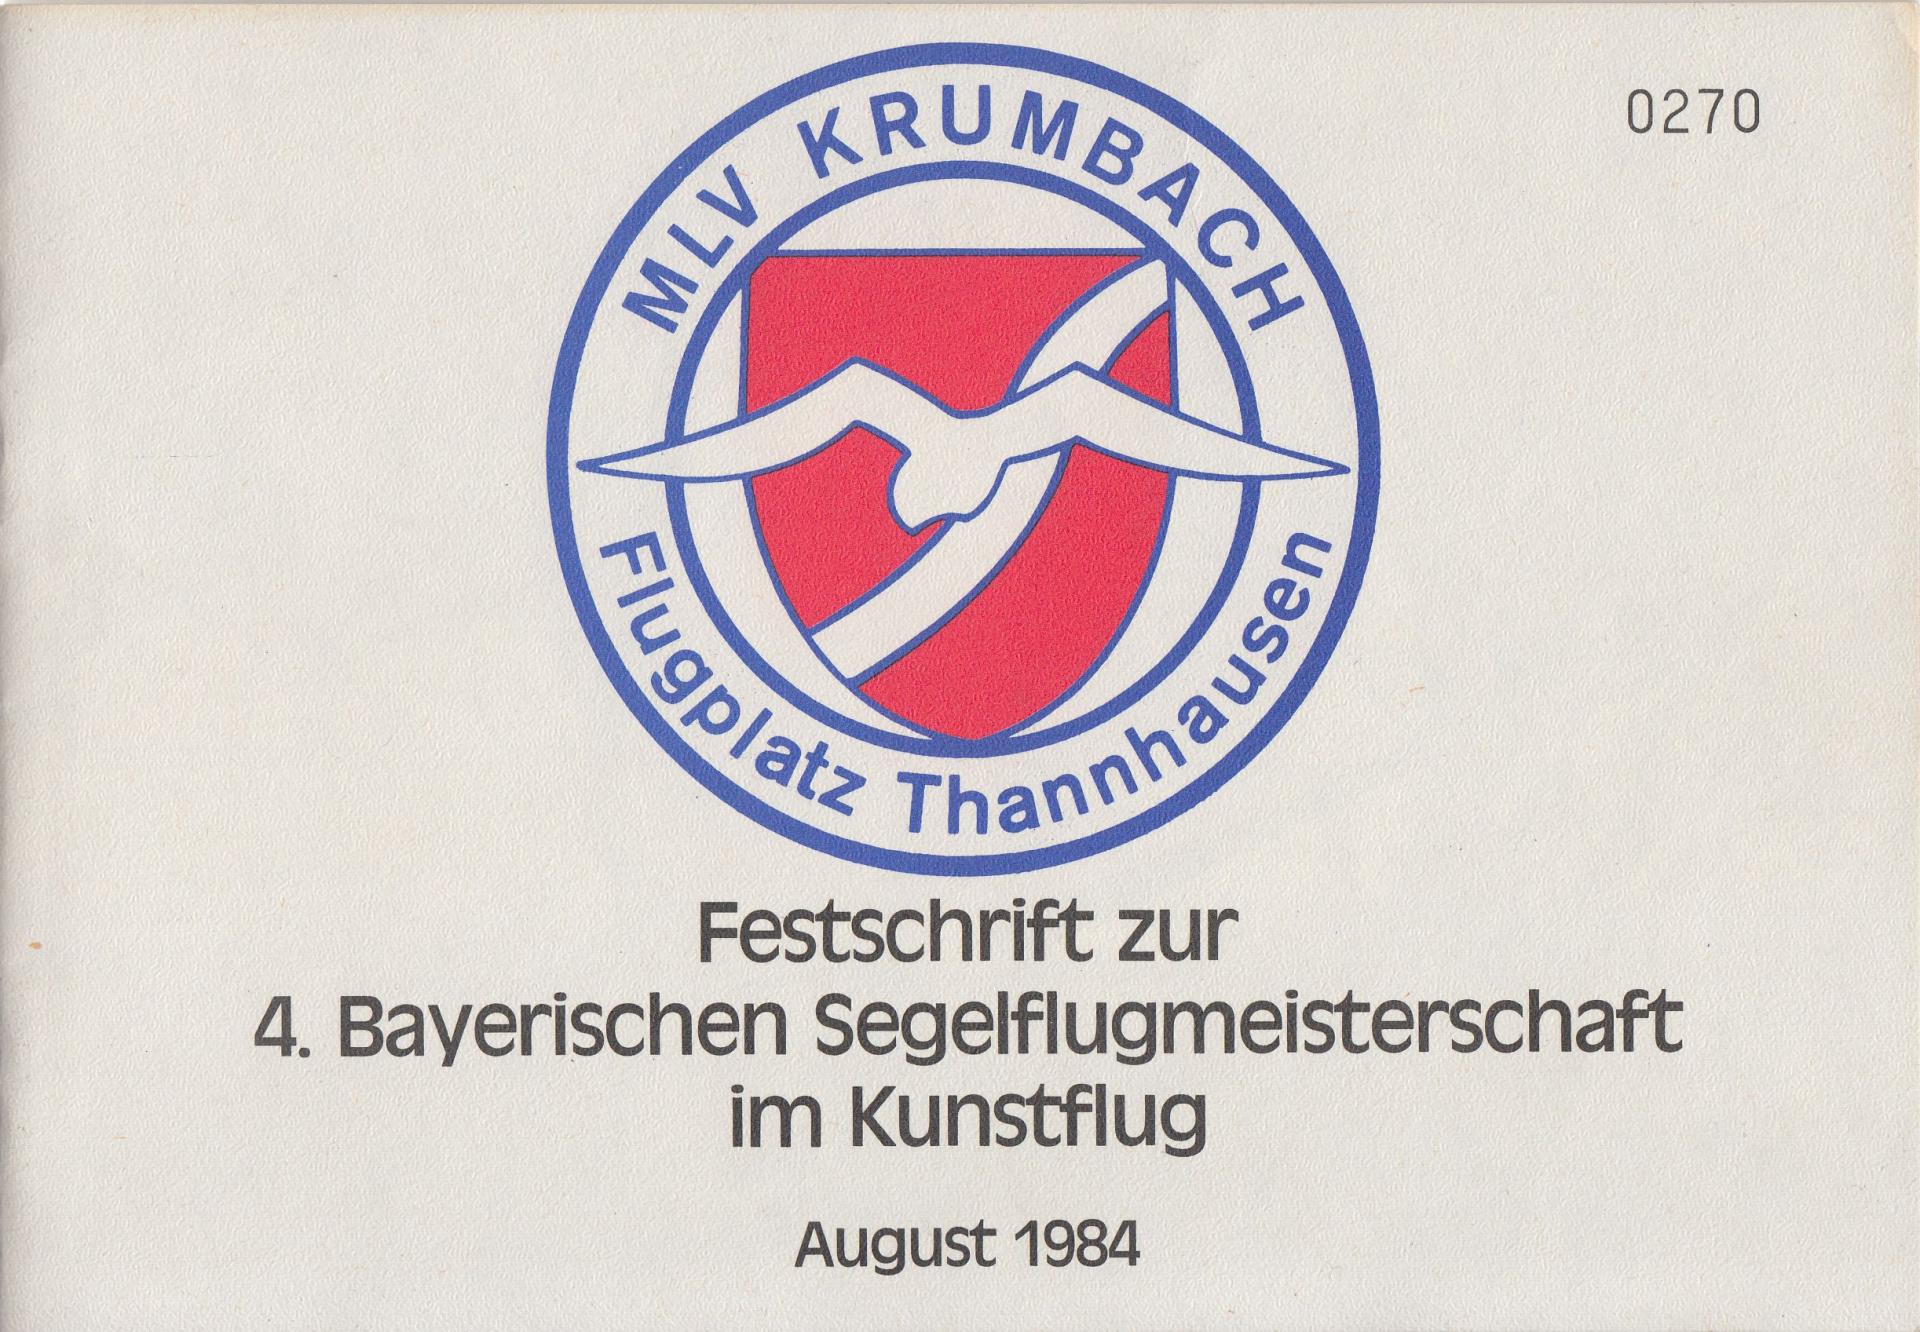 0270
MLV KRUMBACH
Flugplatz Thannhausen
Festschrift zur
4. Bayerischen Segelflugmeisterschaft
im Kunstflug
August 1984